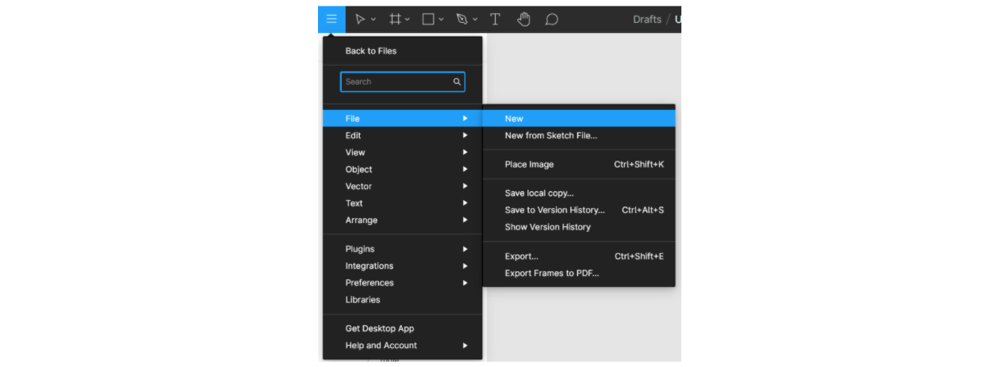 Drafts / U
Back to Files
Search
File
New
Edit
New from Sketch File...
View
Object
Place Image Ctrl+Shift+K
Vector
Save local copy...
Text
Save to Version History... Ctrl+Alt+S
Arrange
Show Version History
Plugins
Export... Ctrl+Shift+E
Integrations
Export Frames to PDF...
Preferences
Libraries
Get Desktop App
Help and Account